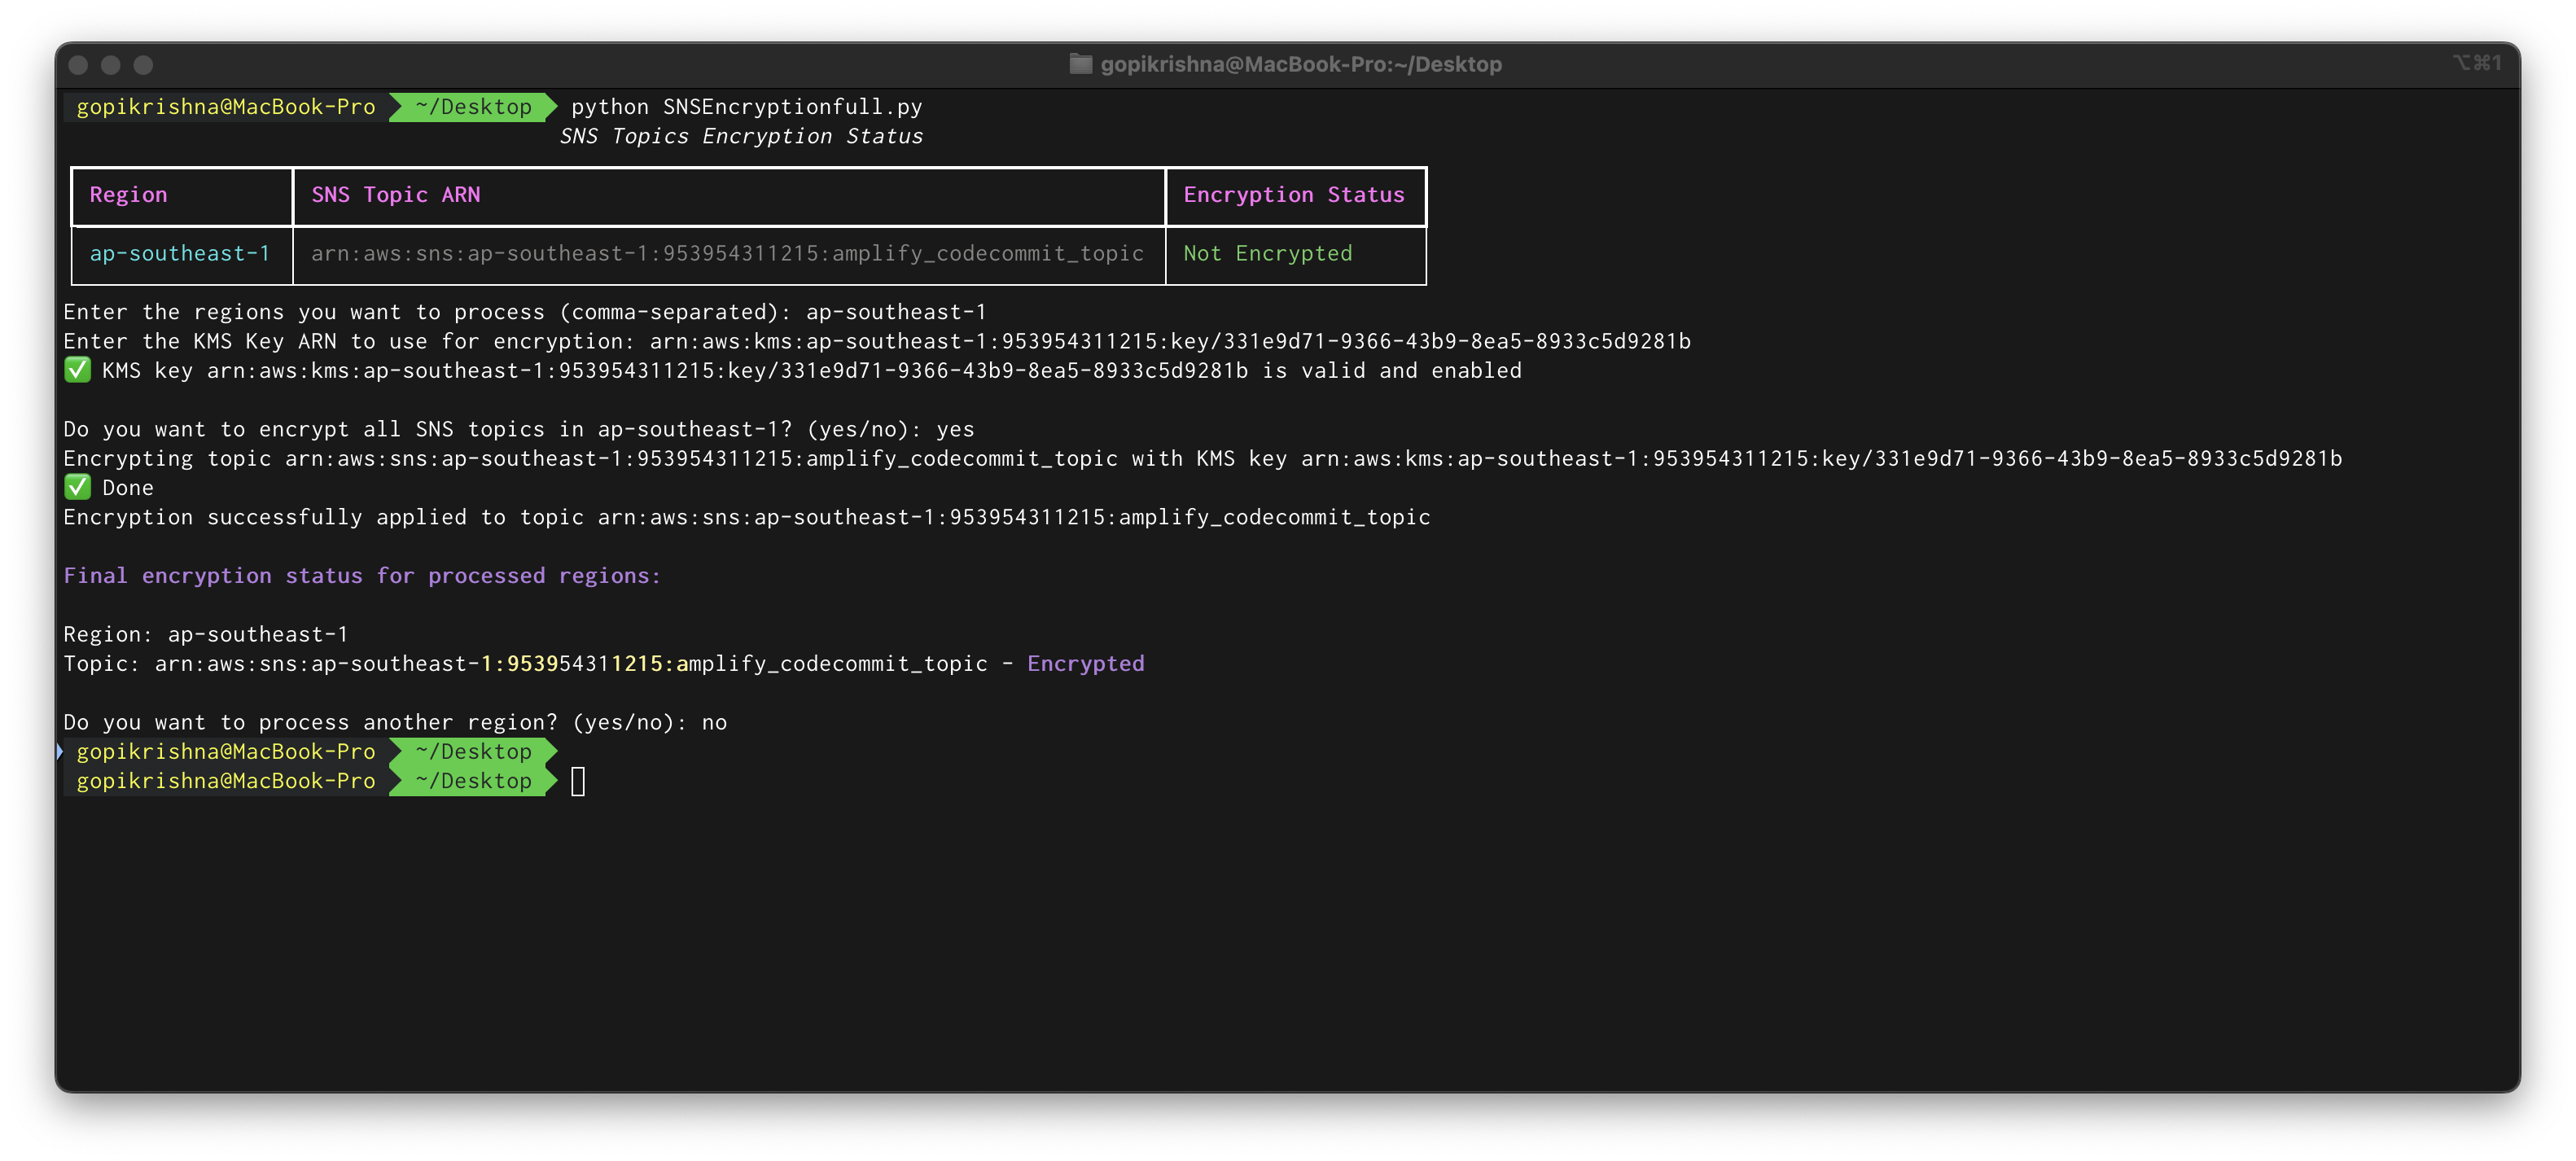 gopikrishna@MacBook-Pro:~/Desktop ⌥⌘1
gopikrishna@MacBook-Pro ~/Desktop python SNSEncryptionfull.py
SNS Topics Encryption Status
Region SNS Topic ARN Encryption Status
ap-southeast-1 arn:aws:sns:ap-southeast-1:953954311215:amplify_codecommit_topic Not Encrypted
Enter the regions you want to process (comma-separated): ap-southeast-1
Enter the KMS Key ARN to use for encryption: arn:aws:kms:ap-southeast-1:953954311215:key/331e9d71-9366-43b9-8ea5-8933c5d9281b
✅ KMS key arn:aws:kms:ap-southeast-1:953954311215:key/331e9d71-9366-43b9-8ea5-8933c5d9281b is valid and enabled
Do you want to encrypt all SNS topics in ap-southeast-1? (yes/no): yes
Encrypting topic arn:aws:sns:ap-southeast-1:953954311215:amplify_codecommit_topic with KMS key arn:aws:kms:ap-southeast-1:953954311215:key/331e9d71-9366-43b9-8ea5-8933c5d9281b
✅ Done
Encryption successfully applied to topic arn:aws:sns:ap-southeast-1:953954311215:amplify_codecommit_topic
Final encryption status for processed regions:
Region: ap-southeast-1
Topic: arn:aws:sns:ap-southeast-1:953954311215:amplify_codecommit_topic - Encrypted
Do you want to process another region? (yes/no): no
gopikrishna@MacBook-Pro ~/Desktop
gopikrishna@MacBook-Pro ~/Desktop